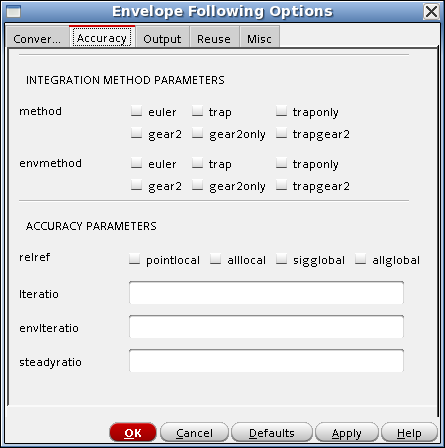 Envelope Following Options
Conver... Accuracy Output Reuse Misc
INTEGRATION METHOD PARAMETERS
method euler trap traponly
gear2 gear2only trapgear2
envmethod euler trap traponly
gear2 gear2only trapgear2
ACCURACY PARAMETERS
relref pointlocal alllocal sigglobal allglobal
lteratio
envlteratio
steadyratio
OK Cancel Defaults Apply Help